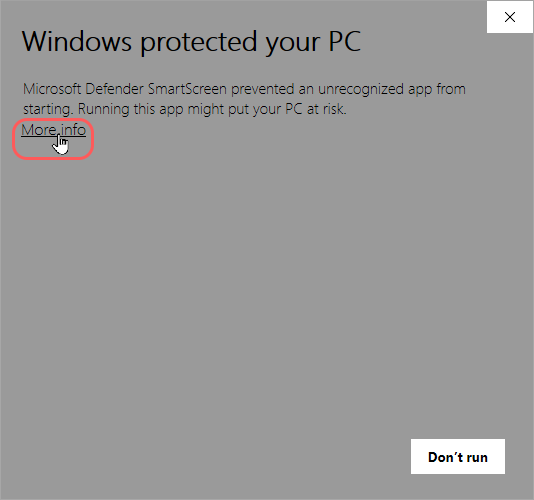 Windows protected your PC
Microsoft Defender SmartScreen prevented an unrecognized app from
starting. Running this app might put your PC at risk.
More info
Don't run